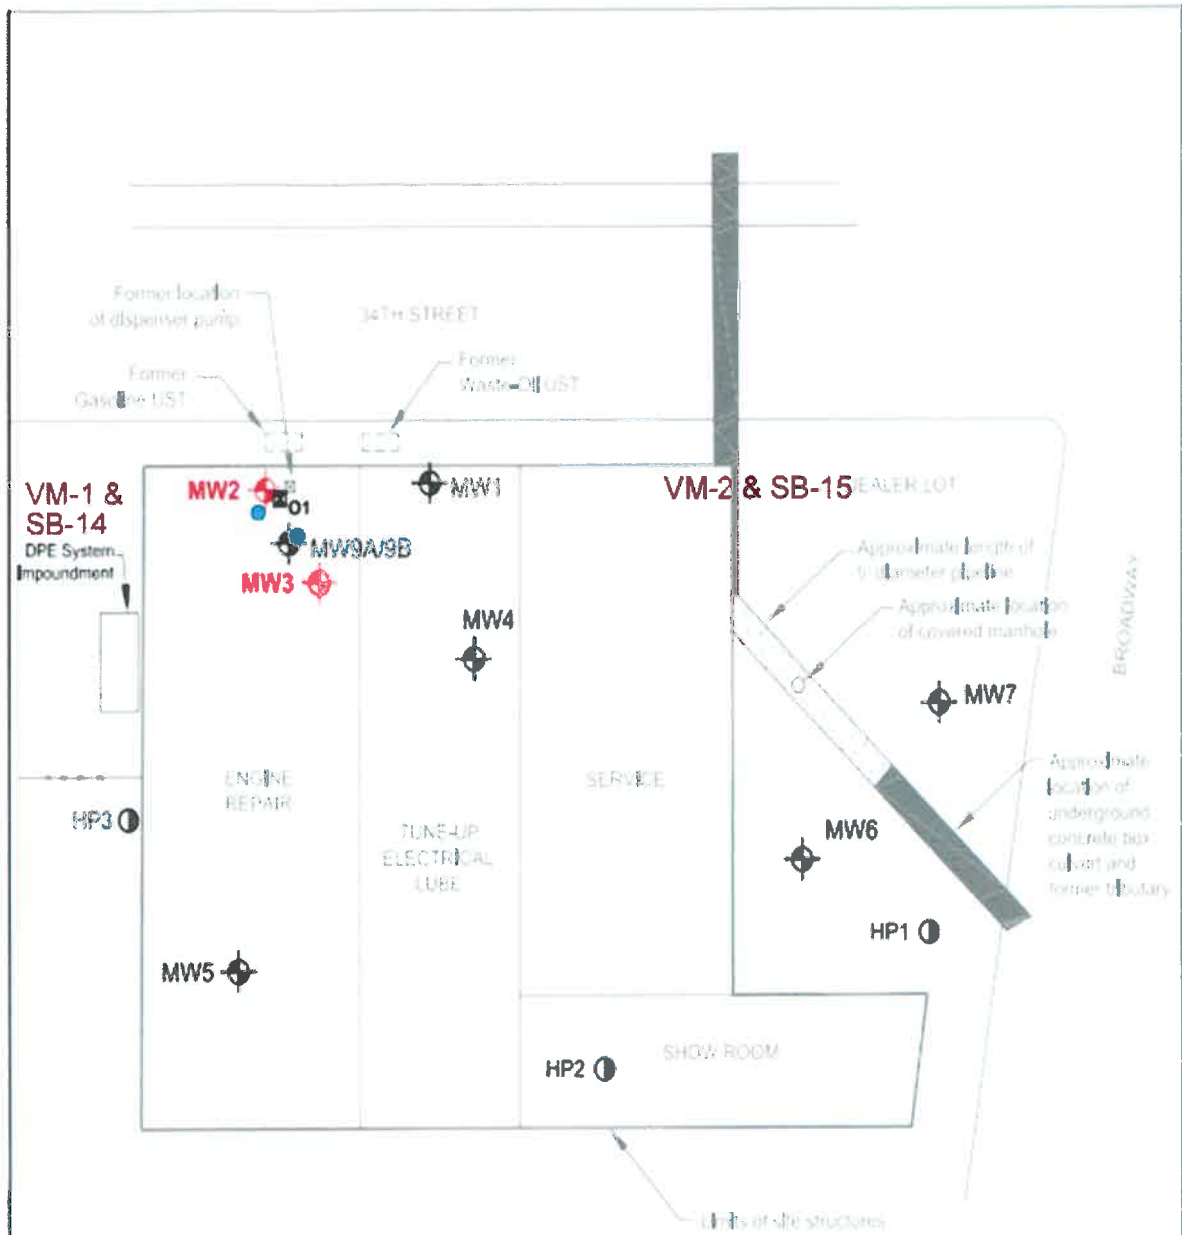 Former location
of dispenser pump
34TH STREET
Former
Gasoline UST
Former
Waste-Oil UST
VM-1 &
SB-14
MW2
O1
MW1
VM-2 & SB-15
DEALER LOT
DPE System
Impoundment
MW9A/9B
MW3
Approximate length of
diameter pipeline
Approximate location
of covered manhole
BROADWAY
MW4
MW7
ENGINE
REPAIR
SERVICE
Approximate
location of
underground
concrete box
culvert and
former tributary
HP3
TUNE-UP
ELECTRICAL
LUBE
MW6
HP1
MW5
SHOW ROOM
HP2
Limits of site structures